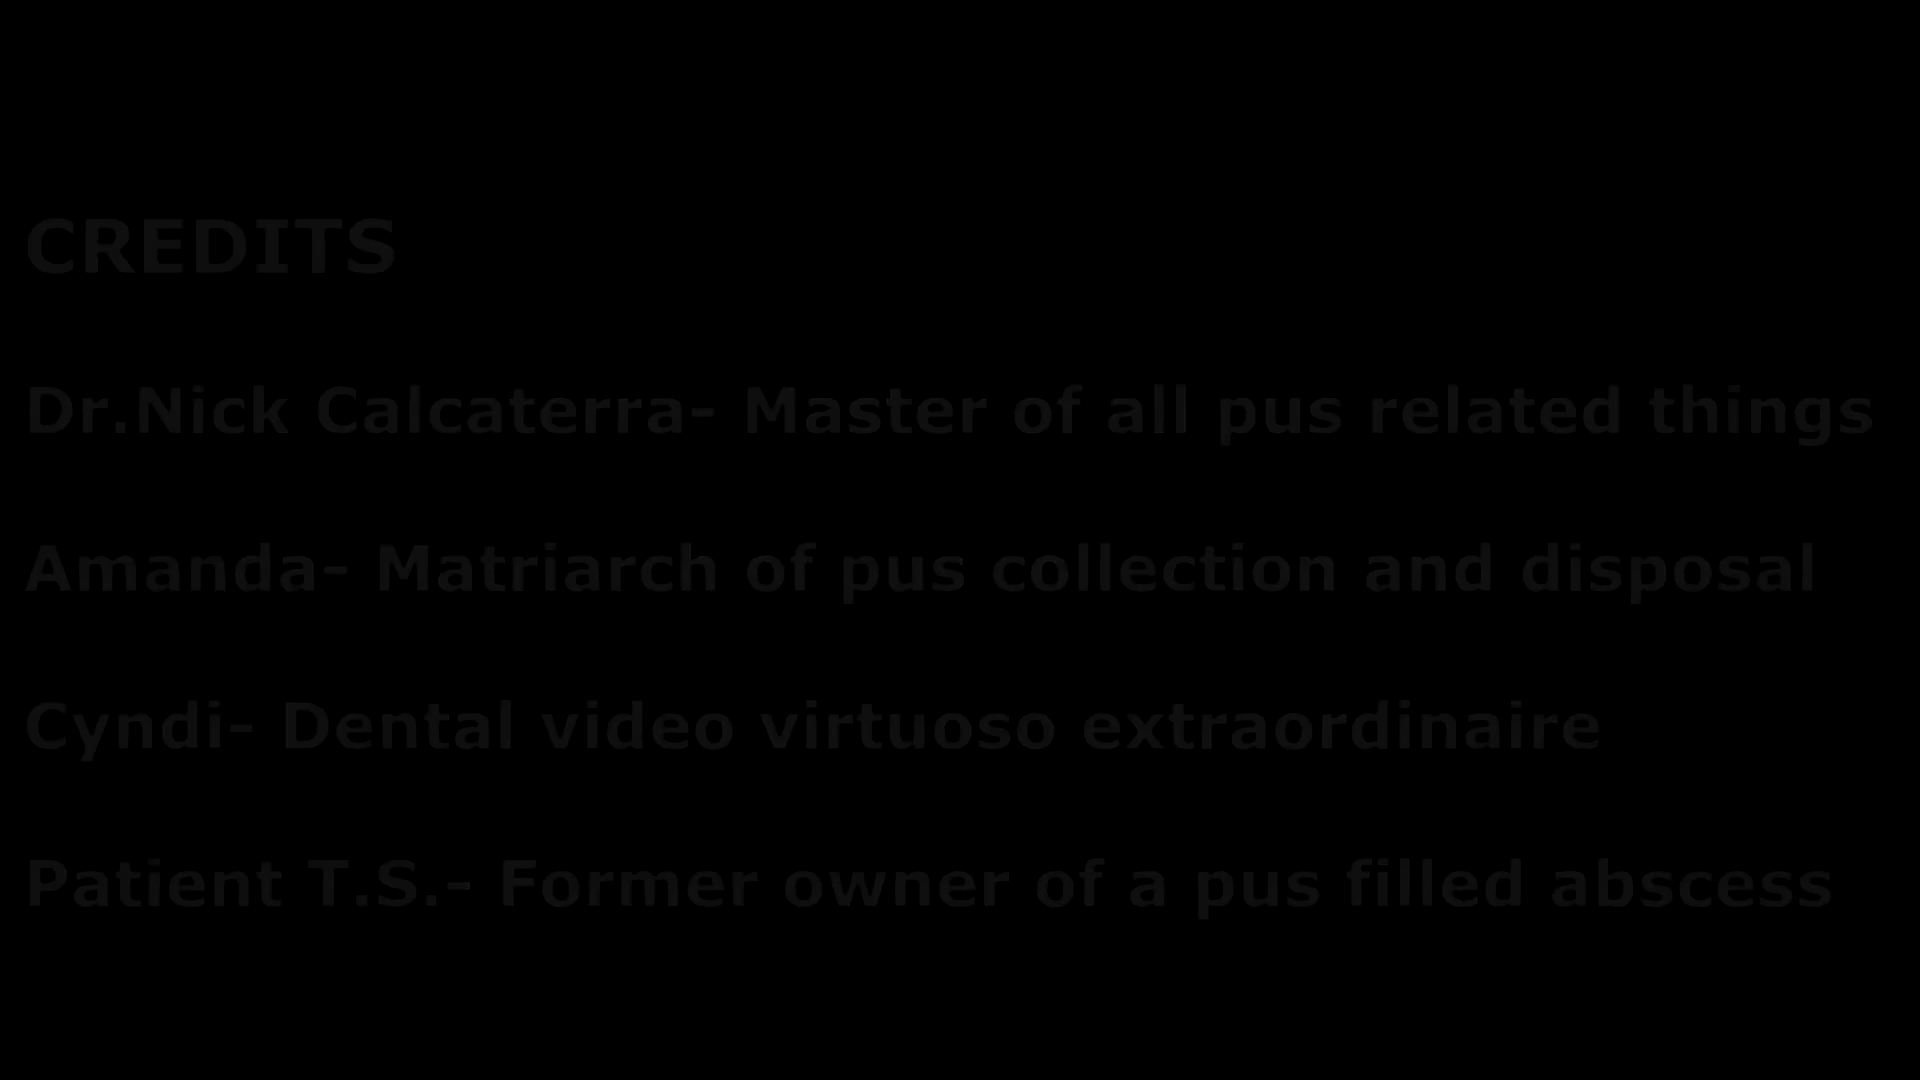 CREDITS
Dr.Nick Calcaterra- Master of all pus related things
Amanda- Matriarch of pus collection and disposal
Cyndi- Dental video virtuoso extraordinaire
Patient T.S.- Former owner of a pus filled abscess